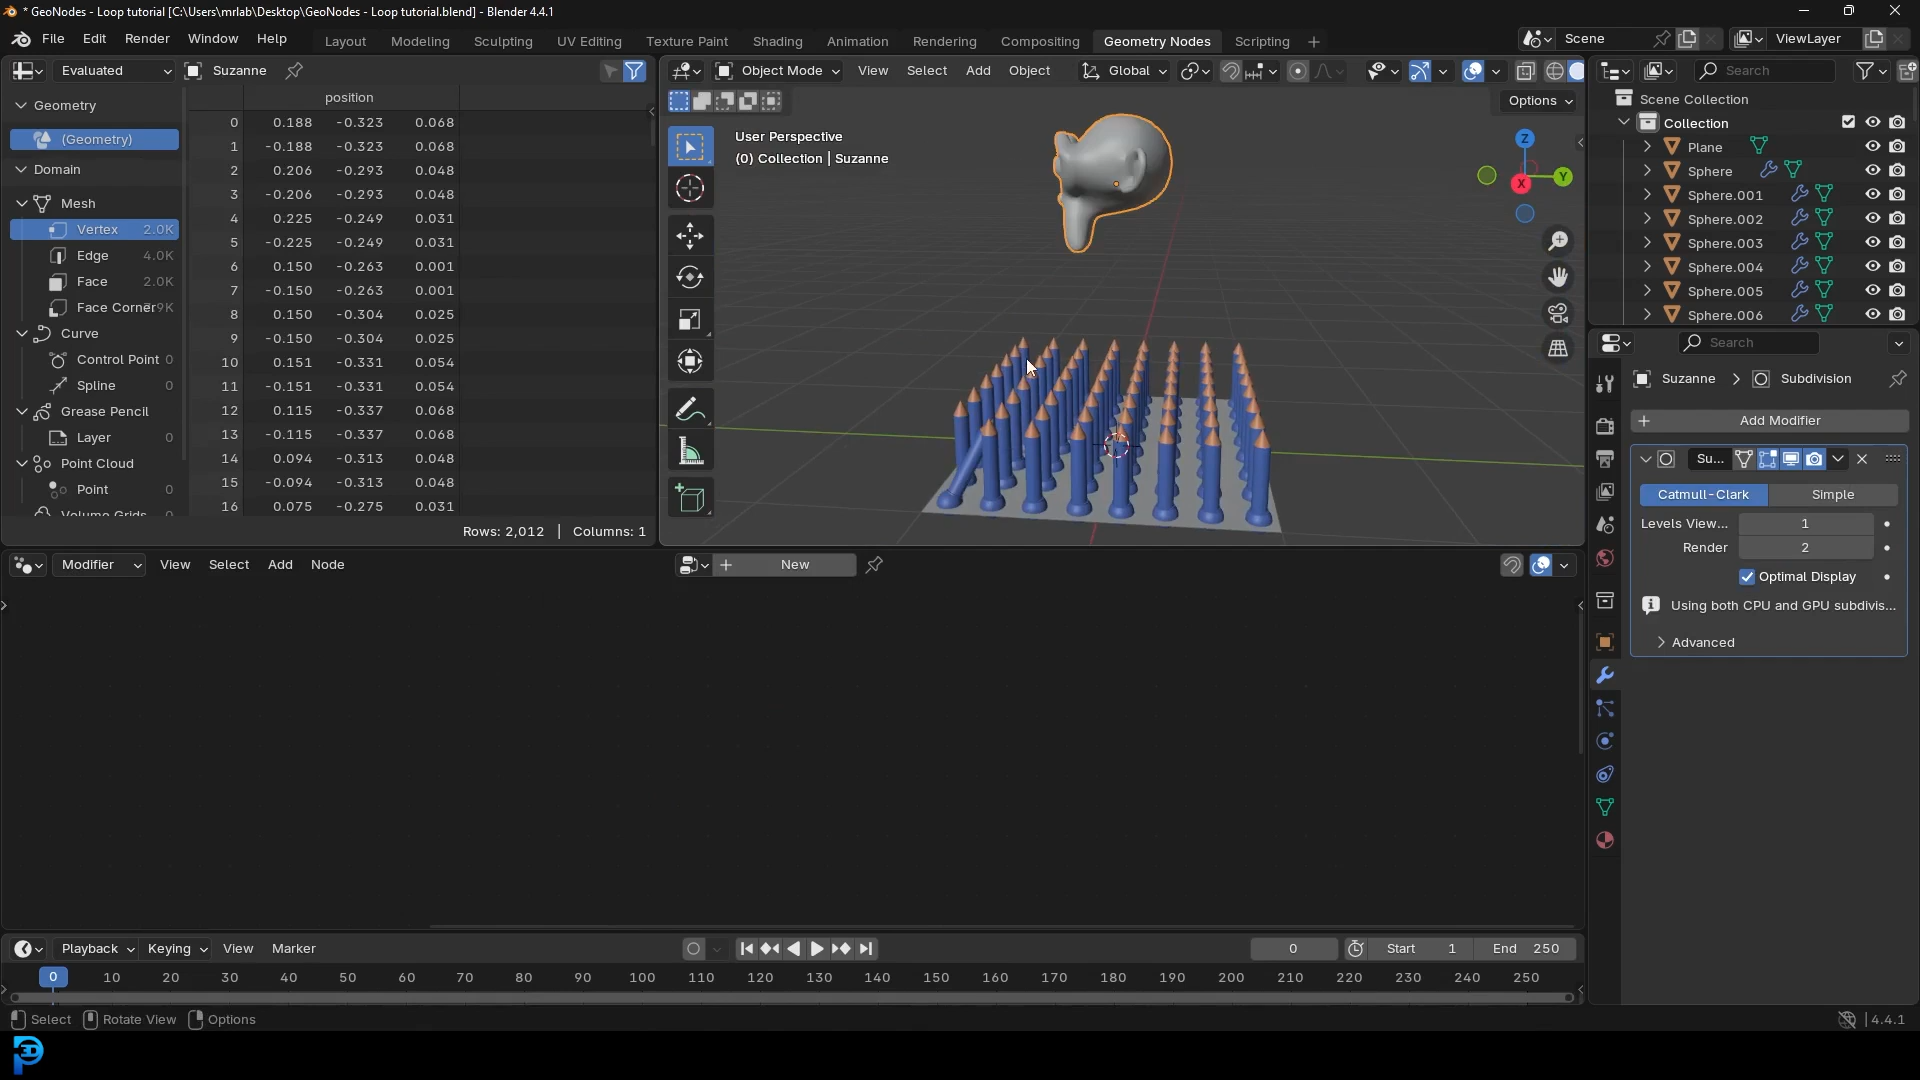 * GeoNodes - Loop tutorial [C:\Users\mrlab\Desktop\GeoNodes - Loop tutorial.blend] - Blender 4.4.1
File Edit Render Window Help Layout Modeling Sculpting UV Editing Texture Paint Shading Animation Rendering Compositing Geometry Nodes Scripting + Scene ViewLayer
Evaluated Suzanne
Object Mode View Select Add Object Global
Search
Options
Geometry
(Geometry)
Domain
Mesh
Vertex 2.0K
Edge 4.0K
Face 2.0K
Face Corner 9K
Curve
Control Point 0
Spline 0
Grease Pencil
Layer 0
Point Cloud
Point 0
Volume Grids
position
0 0.188 -0.323 0.068
1 -0.188 -0.323 0.068
2 0.206 -0.293 0.048
3 -0.206 -0.293 0.048
4 0.225 -0.249 0.031
5 -0.225 -0.249 0.031
6 0.150 -0.263 0.001
7 -0.150 -0.263 0.001
8 0.150 -0.304 0.025
9 -0.150 -0.304 0.025
10 0.151 -0.331 0.054
11 -0.151 -0.331 0.054
12 0.115 -0.337 0.068
13 -0.115 -0.337 0.068
14 0.094 -0.313 0.048
15 -0.094 -0.313 0.048
16 0.075 -0.275 0.031
Rows: 2,012 | Columns: 1
User Perspective
(0) Collection | Suzanne
Z
X
Y
Scene Collection
Collection
Plane
Sphere
Sphere.001
Sphere.002
Sphere.003
Sphere.004
Sphere.005
Sphere.006
Search
Suzanne > Subdivision
+ Add Modifier
Su...
Catmull-Clark Simple
Levels View... 1
Render 2
Optimal Display
Using both CPU and GPU subdivis...
Advanced
Modifier View Select Add Node
+ New
Playback Keying View Marker
0 Start 1 End 250
0 10 20 30 40 50 60 70 80 90 100 110 120 130 140 150 160 170 180 190 200 210 220 230 240 250
Select Rotate View Options
4.4.1
3D